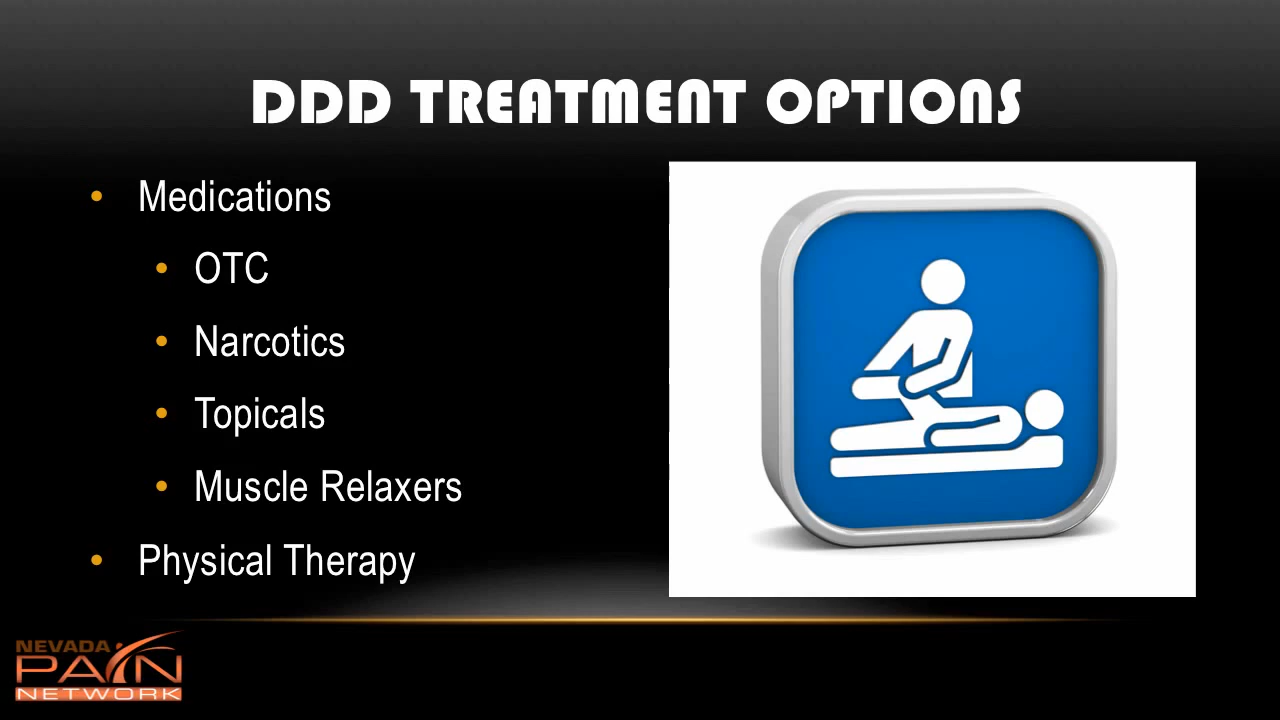 DDD TREATMENT OPTIONS
• Medications
• OTC
• Narcotics
• Topicals
• Muscle Relaxers
• Physical Therapy
NEVADA
PAIN
NETWORK